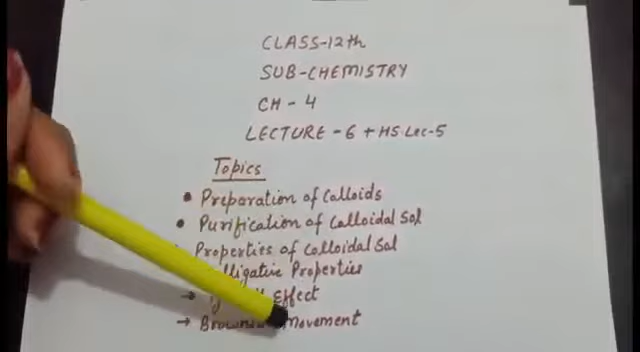 CLASS-12th
SUB-CHEMISTRY
CH-4
LECTURE-6 + HS Lec-5
Topics
• Preparation of Colloids
• Purification of Colloidal Sol
Properties of Colloidal Sol
Properties
→ Effect
→ Movement